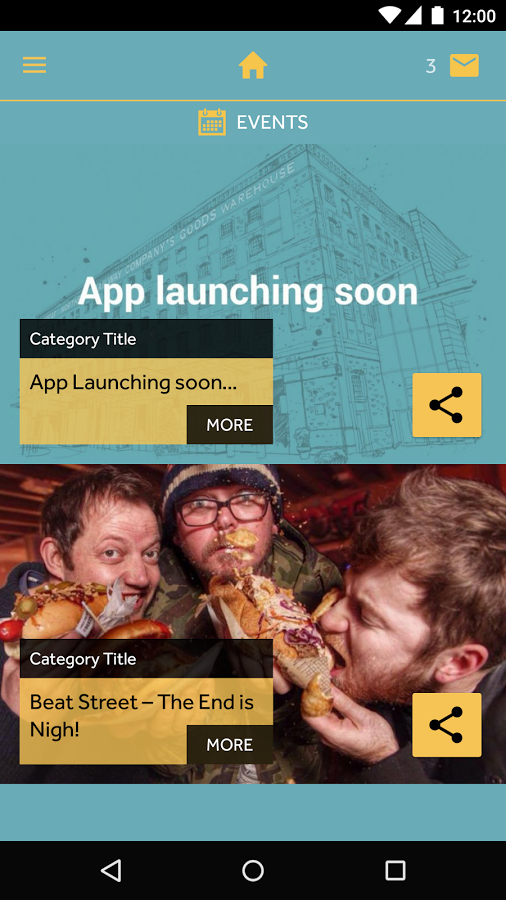 12:00
3
EVENTS
COMPANY'S GOODS WAREHOUSE
App launching soon
Category Title
App Launching soon...
MORE
Category Title
Beat Street – The End is
Nigh!
MORE